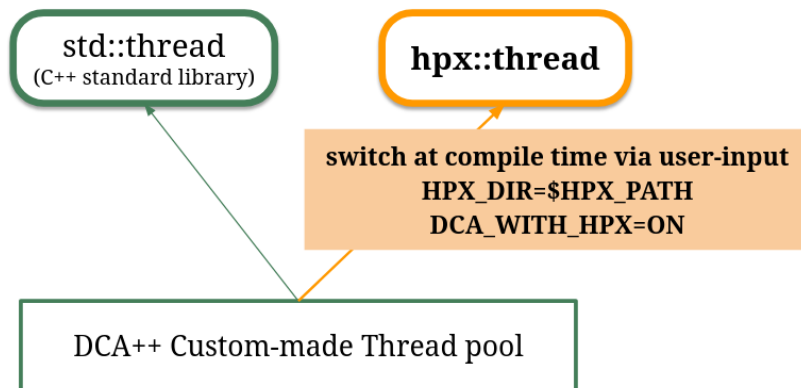 std::thread
(C++ standard library)
hpx::thread
switch at compile time via user-input
HPX_DIR=$HPX_PATH
DCA_WITH_HPX=ON
DCA++ Custom-made Thread pool